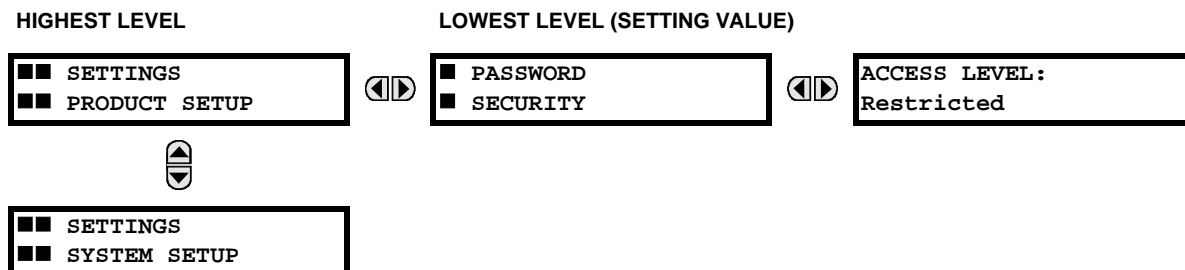 HIGHEST LEVEL
LOWEST LEVEL (SETTING VALUE)
■■ SETTINGS
■■ PRODUCT SETUP
■ PASSWORD
■ SECURITY
ACCESS LEVEL:
Restricted
■■ SETTINGS
■■ SYSTEM SETUP